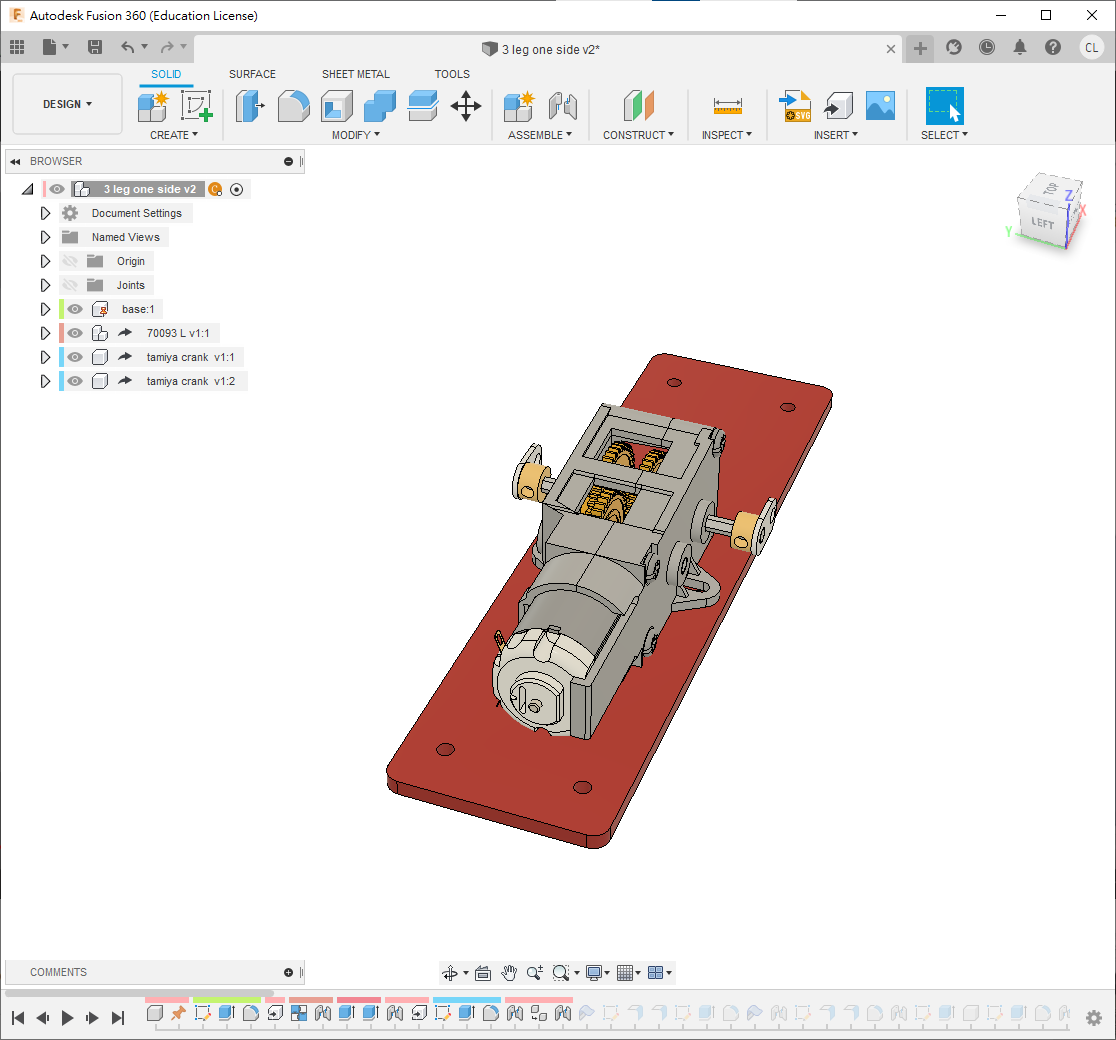 Autodesk Fusion 360 (Education License)
3 leg one side v2*
CL
DESIGN
SOLID
SURFACE
SHEET METAL
TOOLS
CREATE
MODIFY
ASSEMBLE
CONSTRUCT
INSPECT
SVG
INSERT
SELECT
BROWSER
3 leg one side v2
Document Settings
Named Views
Origin
Joints
base:1
70093 L v1:1
tamiya crank v1:1
tamiya crank v1:2
TOP
LEFT
Z
X
Y
COMMENTS